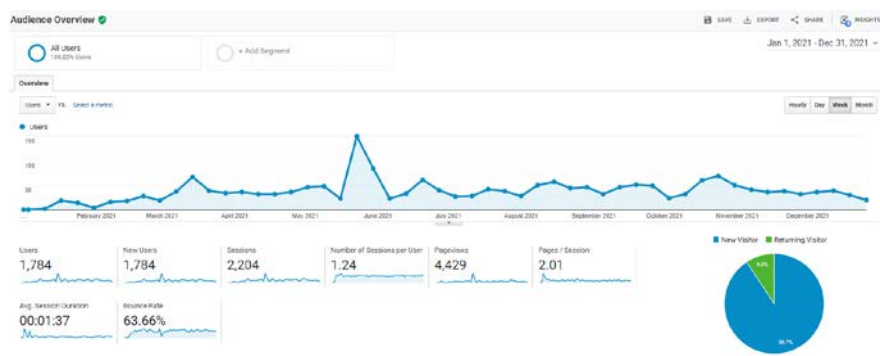 Audience Overview
SAVE EXPORT SHARE INSIGHTS
Jan 1, 2021 - Dec 31, 2021
All Users
100.00% Users
+ Add Segment
Overview
Users VS. Select a metric
Hourly Day Week Month
Users
150
100
50
... February 2021 March 2021 April 2021 May 2021 June 2021 July 2021 August 2021 September 2021 October 2021 November 2021 December 2021
New Visitor Returning Visitor
Users New Users Sessions Number of Sessions per User Pageviews Pages / Session
1,784 1,784 2,204 1.24 4,429 2.01
Avg. Session Duration Bounce Rate
00:01:37 63.66%